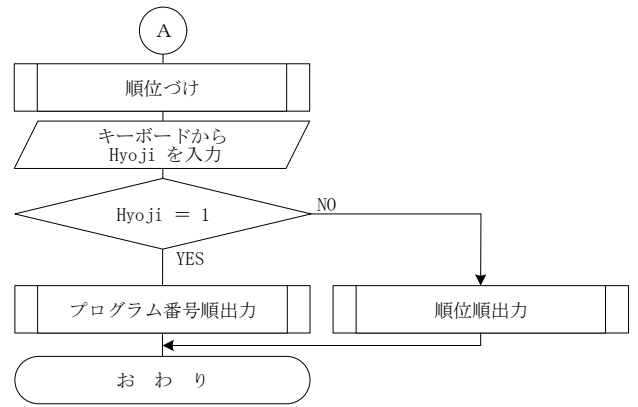 A
順位づけ
キーボードから
Hyoji を入力
Hyoji = 1
NO
YES
プログラム番号順出力
順位順出力
お わ り